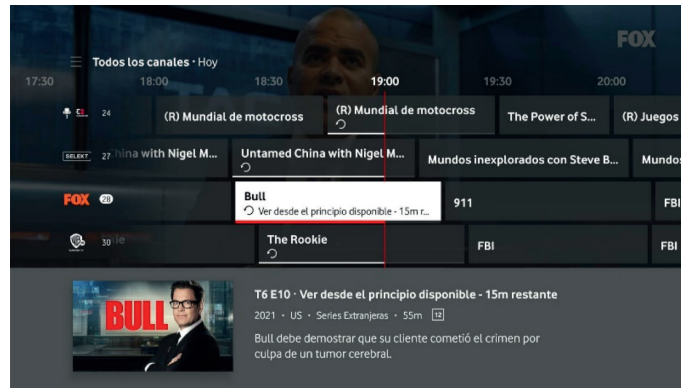 FOX
Todos los canales · Hoy
17:30 18:00 18:30 19:00 19:30 20:00
24 (R) Mundial de motocross (R) Mundial de motocross The Power of S... (R) Juegos
SELEKT 27 hina with Nigel M... Untamed China with Nigel M... Mundos inexplorados con Steve B... Mundos
FOX 28 Bull 911 FBI
Ver desde el principio disponible - 15m r...
30 The Rookie FBI FBI
BULL
T6 E10 · Ver desde el principio disponible - 15m restante
2021 · US · Series Extranjeras · 55m 12
Bull debe demostrar que su cliente cometió el crimen por
culpa de un tumor cerebral.